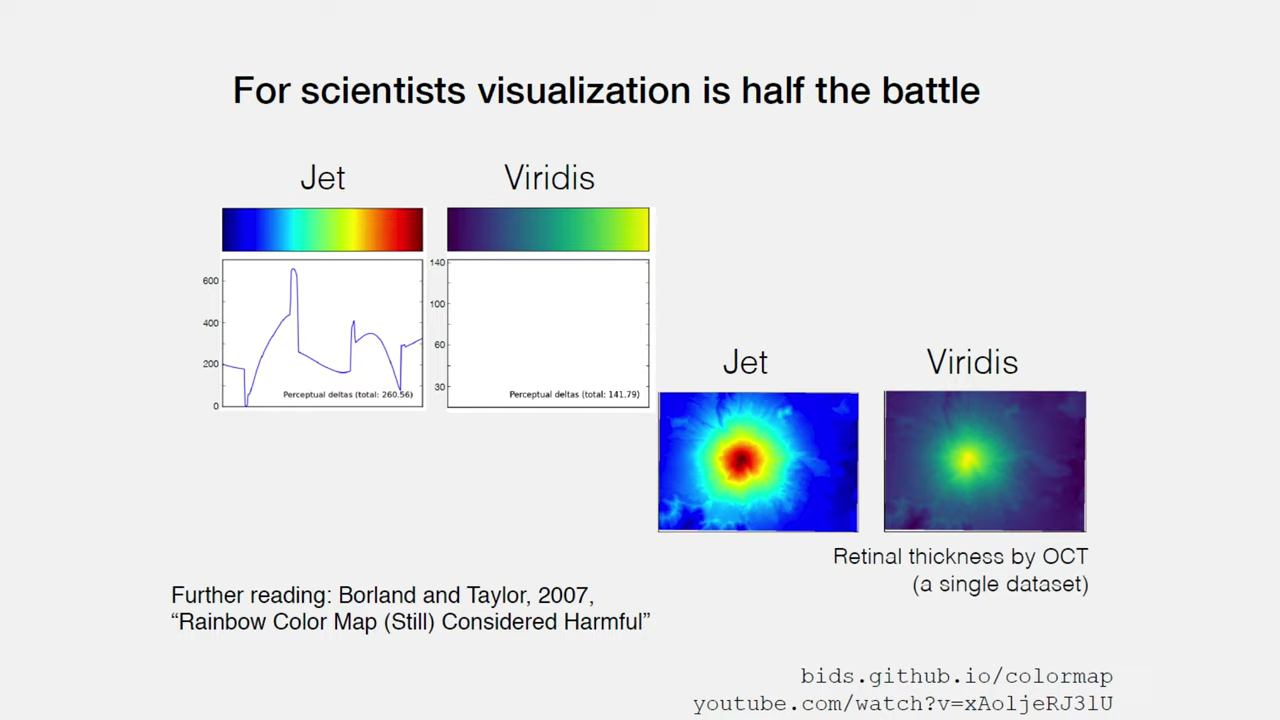 For scientists visualization is half the battle
Jet
Viridis
600
400
200
0
Perceptual deltas (total: 260.56)
140
100
60
30
Perceptual deltas (total: 141.79)
Jet
Viridis
Retinal thickness by OCT
(a single dataset)
Further reading: Borland and Taylor, 2007,
“Rainbow Color Map (Still) Considered Harmful”
bids.github.io/colormap
youtube.com/watch?v=xAoljeRJ3lU